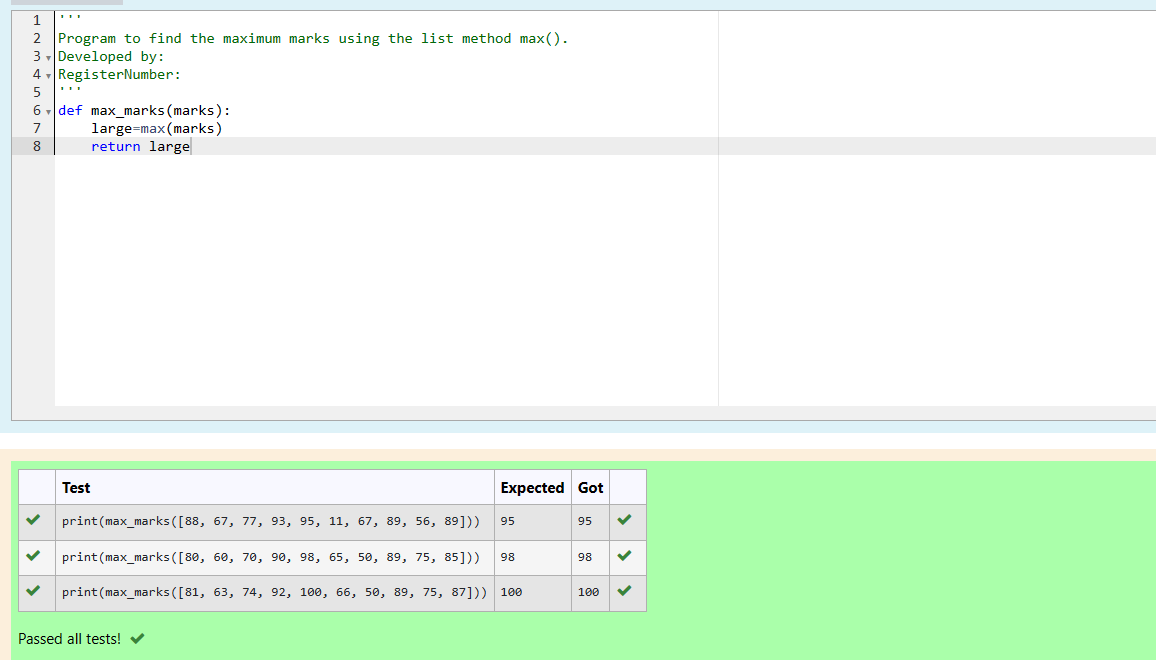 1 '''
2 Program to find the maximum marks using the list method max().
3 Developed by:
4 RegisterNumber:
5 '''
6 def max_marks(marks):
7     large=max(marks)
8     return large
Test Expected Got
print(max_marks([88, 67, 77, 93, 95, 11, 67, 89, 56, 89])) 95 95
print(max_marks([80, 60, 70, 90, 98, 65, 50, 89, 75, 85])) 98 98
print(max_marks([81, 63, 74, 92, 100, 66, 50, 89, 75, 87])) 100 100
Passed all tests!